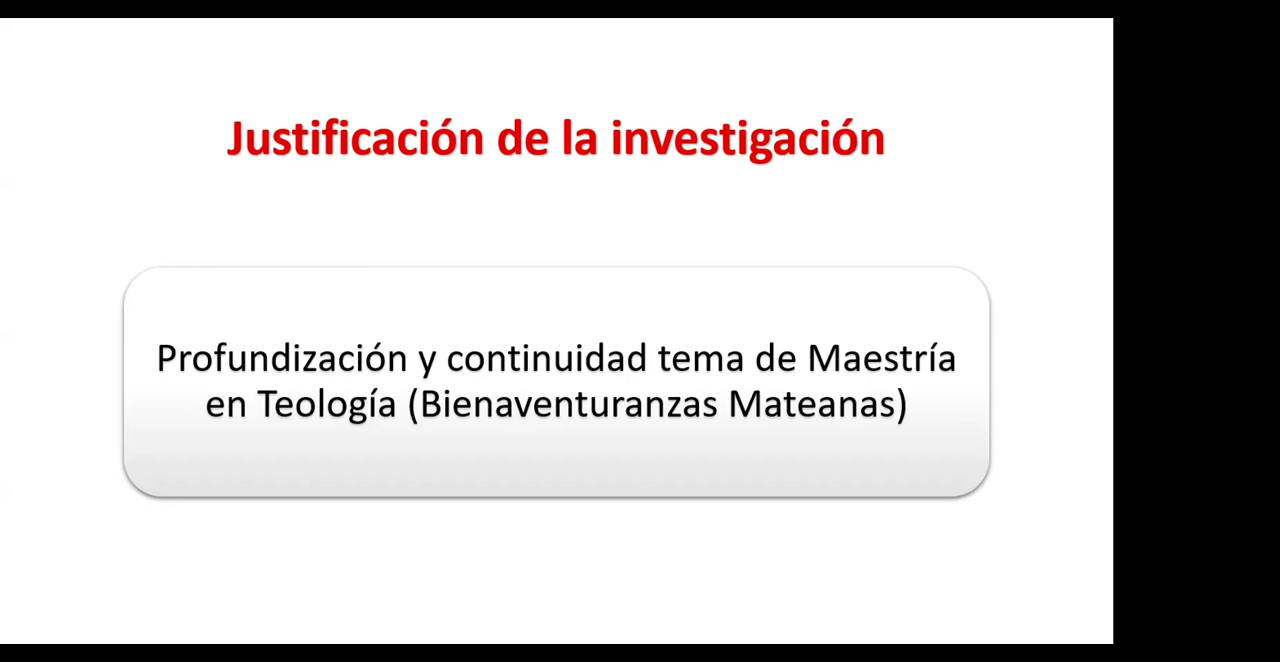 Justificación de la investigación
Profundización y continuidad tema de Maestría
en Teología (Bienaventuranzas Mateanas)